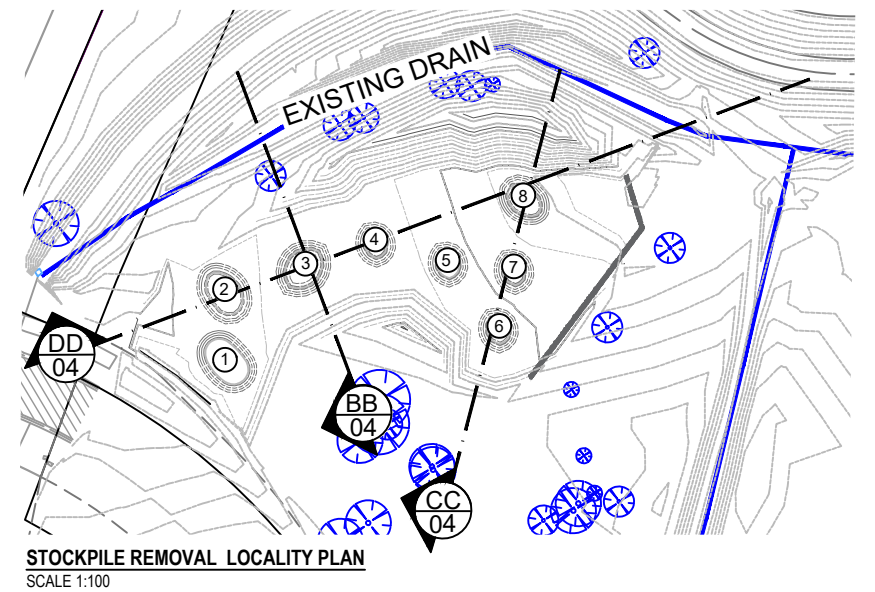 EXISTING DRAIN
8
4
7
3
5
2
6
1
DD
04
BB
04
CC
04
STOCKPILE REMOVAL LOCALITY PLAN
SCALE 1:100